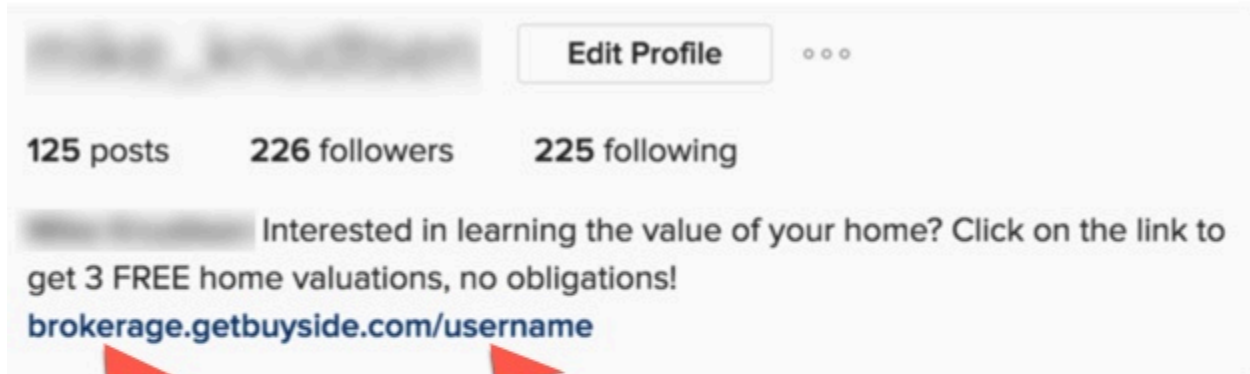 Edit Profile
125 posts 226 followers 225 following
Interested in learning the value of your home? Click on the link to
get 3 FREE home valuations, no obligations!
brokerage.getbuyside.com/username